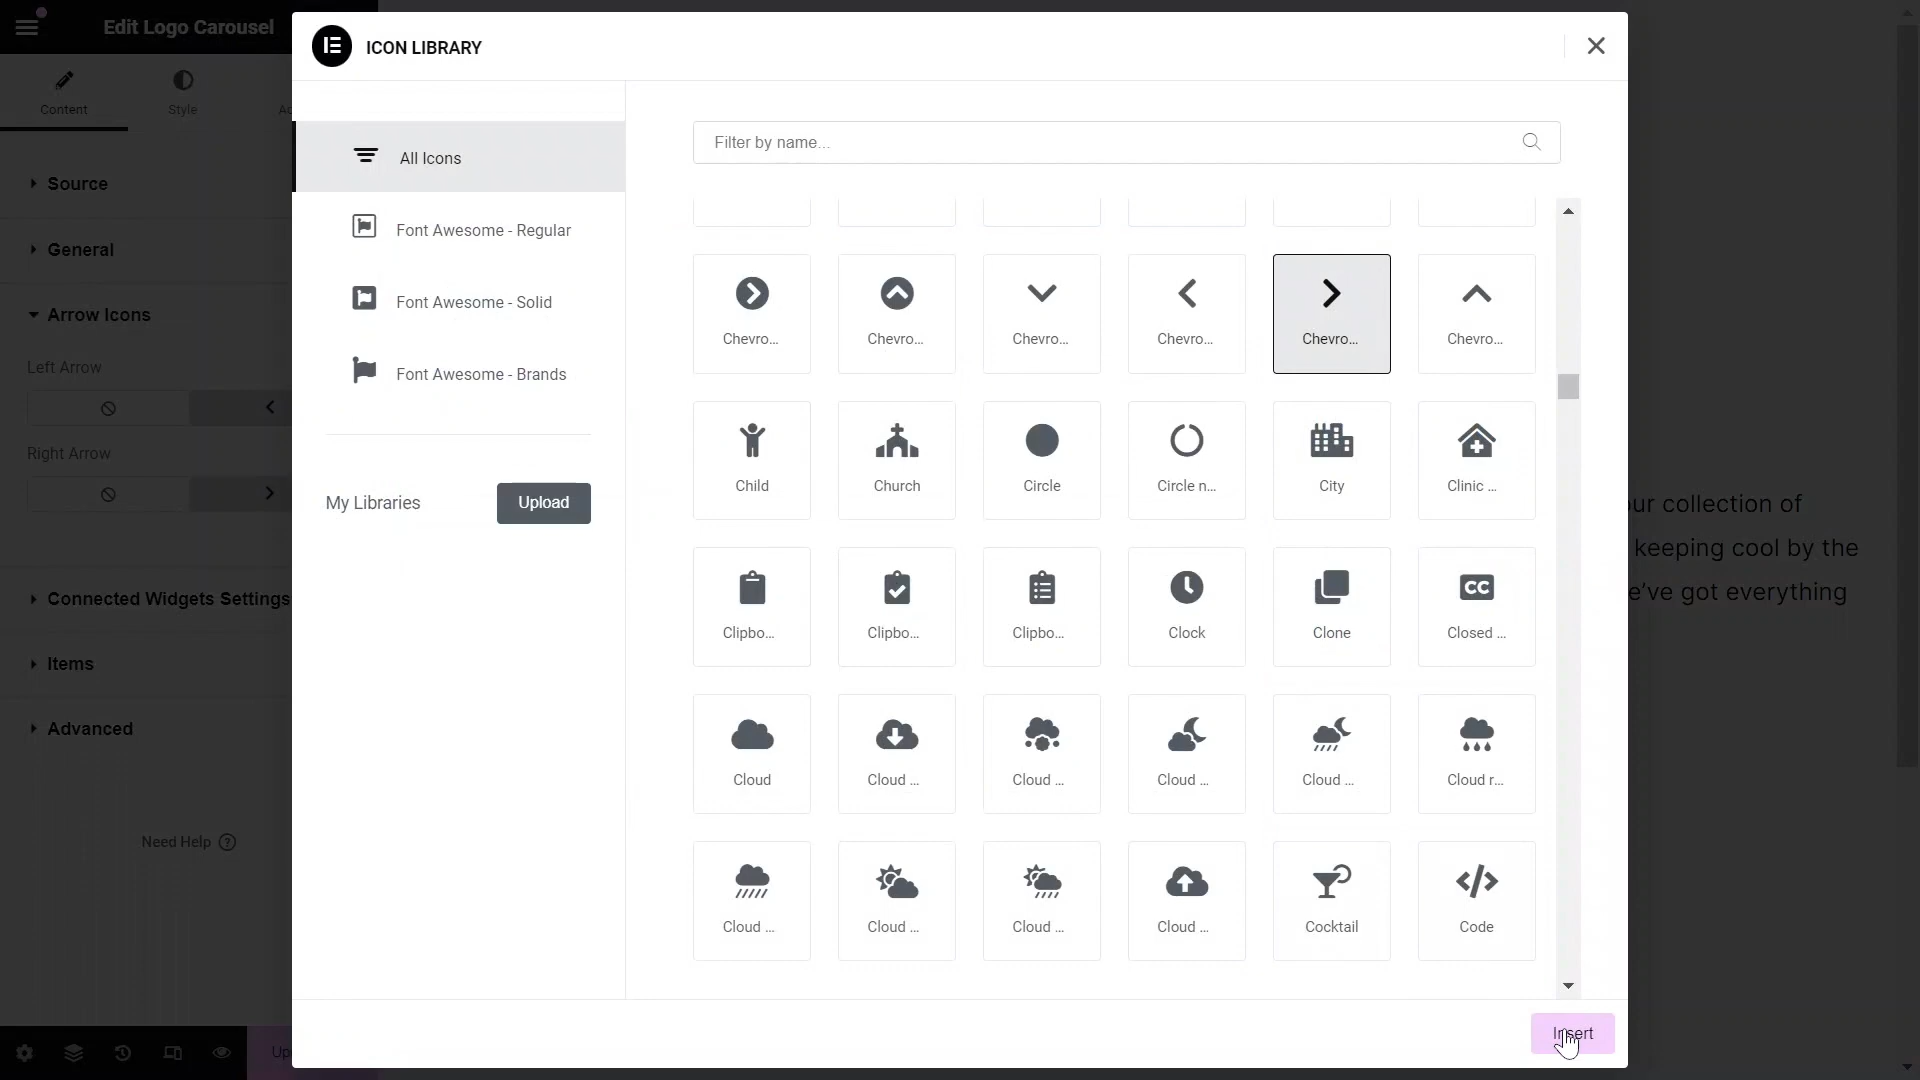 Edit Logo Carousel
ICON LIBRARY
Content
Style
All Icons
Filter by name...
Source
Font Awesome - Regular
General
Font Awesome - Solid
Arrow Icons
Chevro...
Chevro...
Chevro...
Chevro...
Chevro...
Chevro...
Left Arrow
Font Awesome - Brands
Right Arrow
My Libraries
Upload
Child
Church
Circle
Circle n...
City
Clinic ...
our collection of
keeping cool by the
e've got everything
Connected Widgets Settings
Clipbo...
Clipbo...
Clipbo...
Clock
Clone
CC
Closed ...
Items
Advanced
Cloud
Cloud ...
Cloud ...
Cloud ...
Cloud ...
Cloud r...
Need Help
Cloud ...
Cloud ...
Cloud ...
Cloud ...
Cocktail
Code
Insert